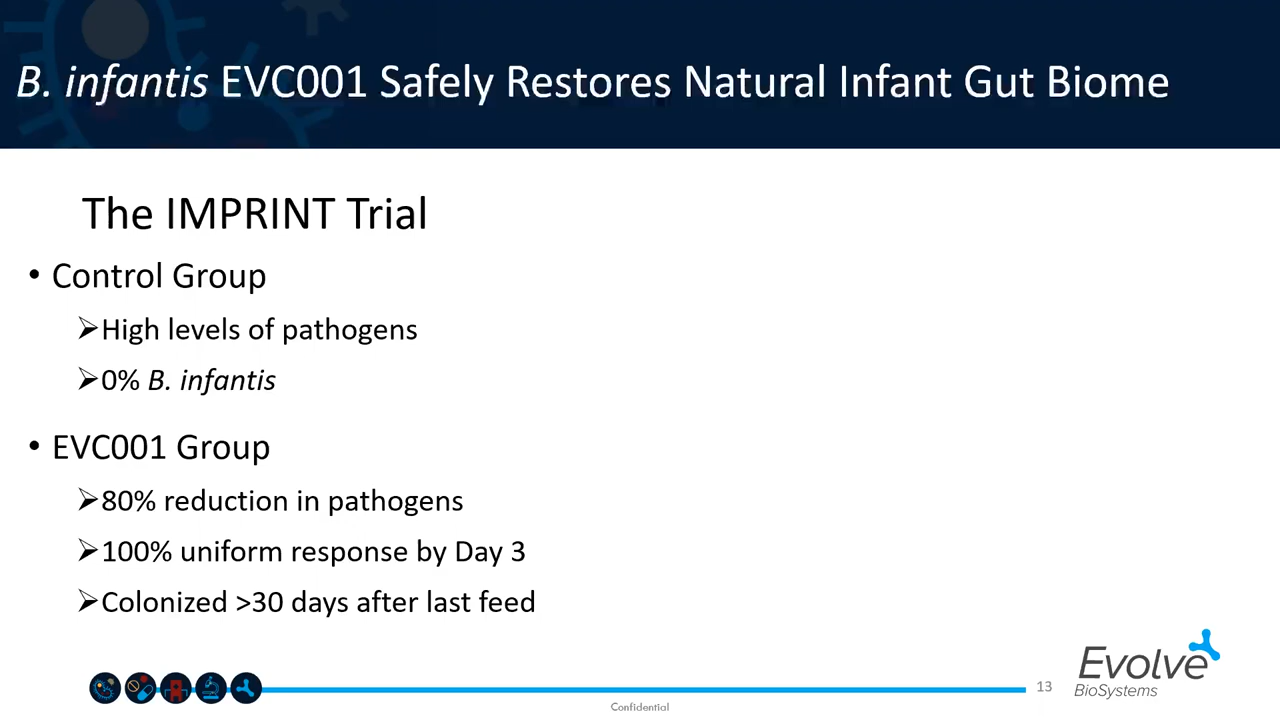 B. infantis EVC001 Safely Restores Natural Infant Gut Biome
The IMPRINT Trial
• Control Group
➢High levels of pathogens
➢0% B. infantis
• EVC001 Group
➢80% reduction in pathogens
➢100% uniform response by Day 3
➢Colonized >30 days after last feed
13
Evolve
BioSystems
Confidential